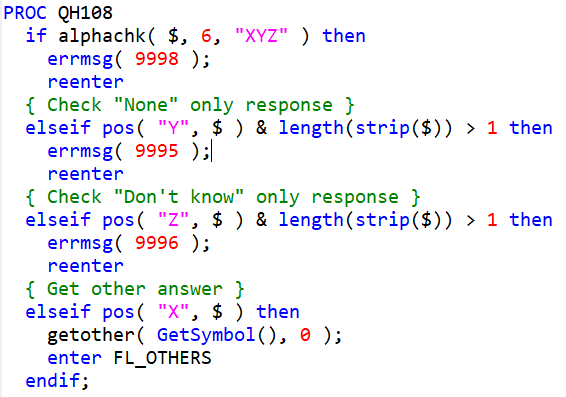 PROC QH108
if alphachk( $, 6, "XYZ" ) then
errmsg( 9998 );
reenter
{ Check "None" only response }
elseif pos( "Y", $ ) & length(strip($)) > 1 then
errmsg( 9995 );
reenter
{ Check "Don't know" only response }
elseif pos( "Z", $ ) & length(strip($)) > 1 then
errmsg( 9996 );
reenter
{ Get other answer }
elseif pos( "X", $ ) then
getother( GetSymbol(), 0 );
enter FL_OTHERS
endif;